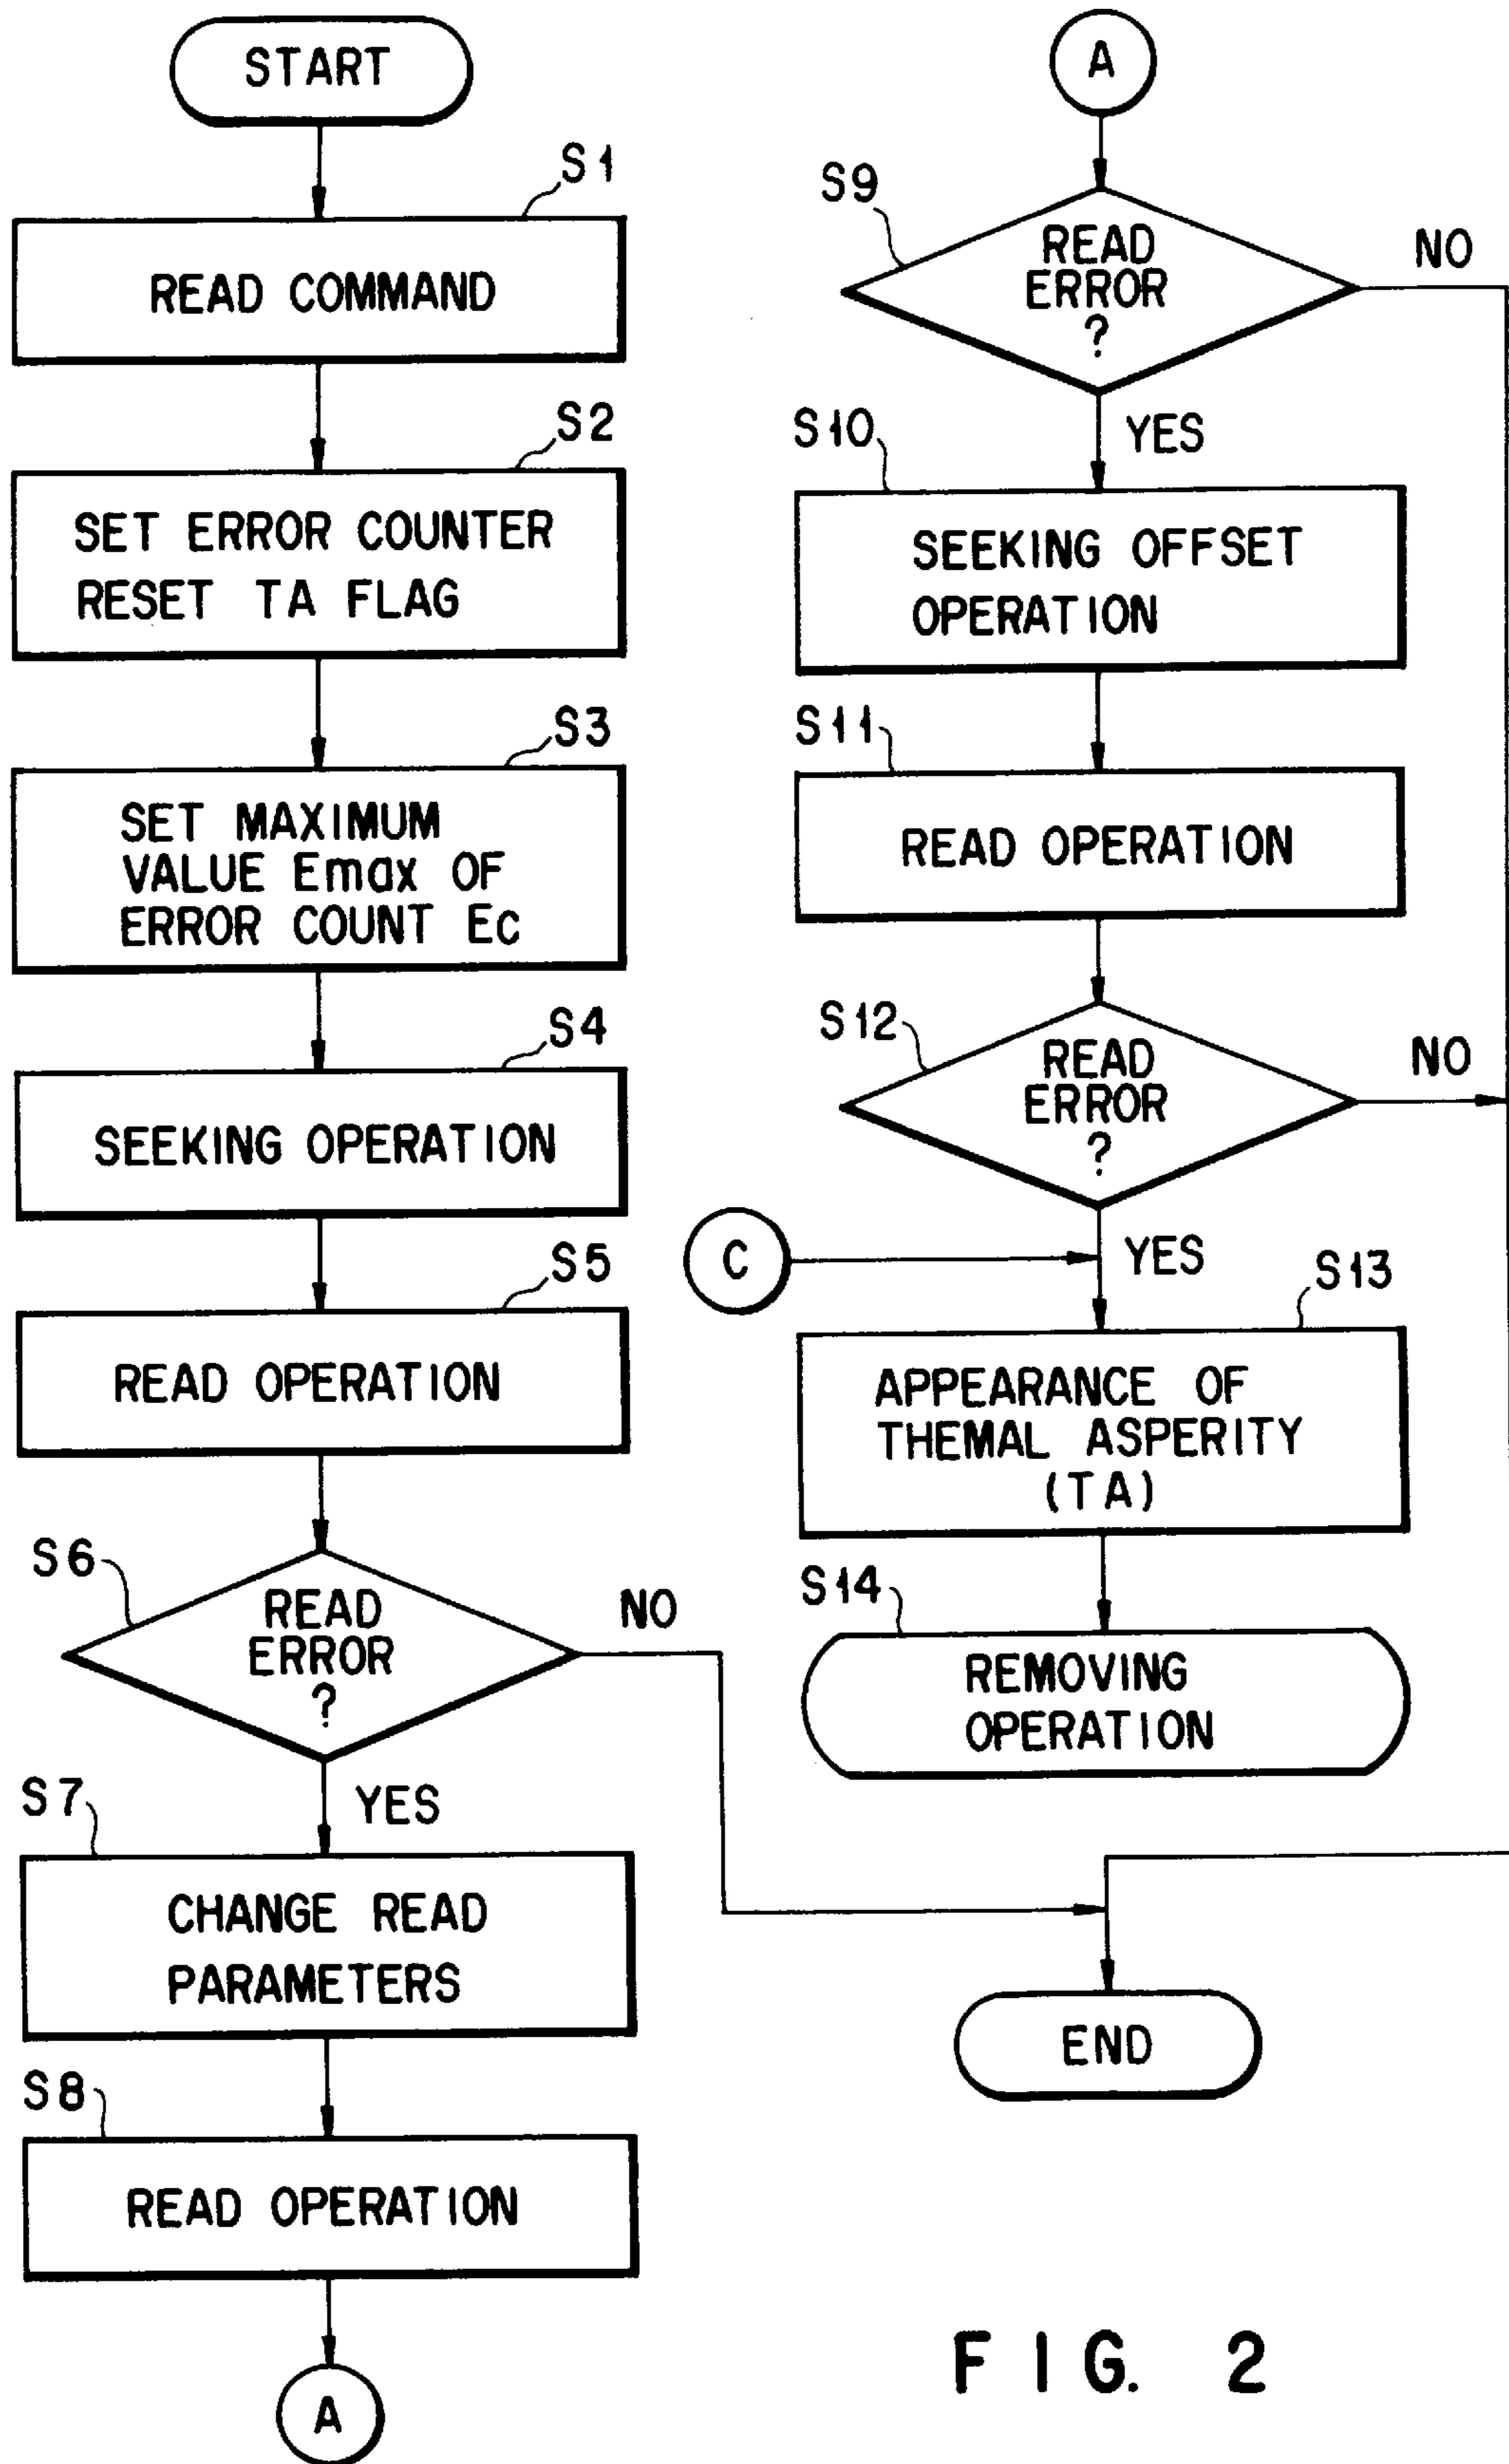 START
S1
READ COMMAND
S2
SET ERROR COUNTER
RESET TA FLAG
S3
SET MAXIMUM
VALUE Emax OF
ERROR COUNT Ec
S4
SEEKING OPERATION
S5
READ OPERATION
S6
READ
ERROR
?
NO
YES
S7
CHANGE READ
PARAMETERS
S8
READ OPERATION
A
A
S9
READ
ERROR
?
NO
YES
S10
SEEKING OFFSET
OPERATION
S11
READ OPERATION
S12
READ
ERROR
?
NO
C
YES
S13
APPEARANCE OF
THEMAL ASPERITY
(TA)
S14
REMOVING
OPERATION
END
FIG. 2